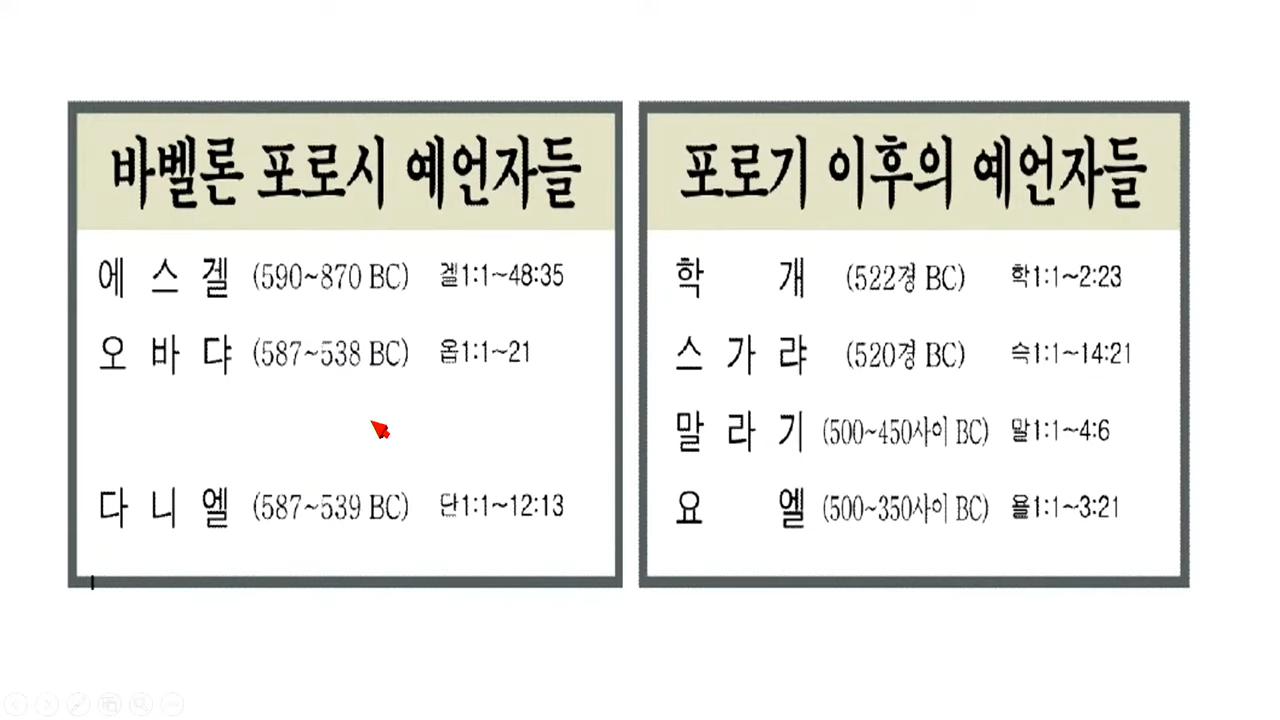 바벨론 포로시 예언자들
에 스 겔 (590~870 BC) 겔1:1~48:35
오 바 댜 (587~538 BC) 옵1:1~21
다 니 엘 (587~539 BC) 단1:1~12:13
포로기 이후의 예언자들
학 개 (522경 BC) 학1:1~2:23
스 가 랴 (520경 BC) 슥1:1~14:21
말 라 기 (500~450사이 BC) 말1:1~4:6
요 엘 (500~350사이 BC) 욜1:1~3:21